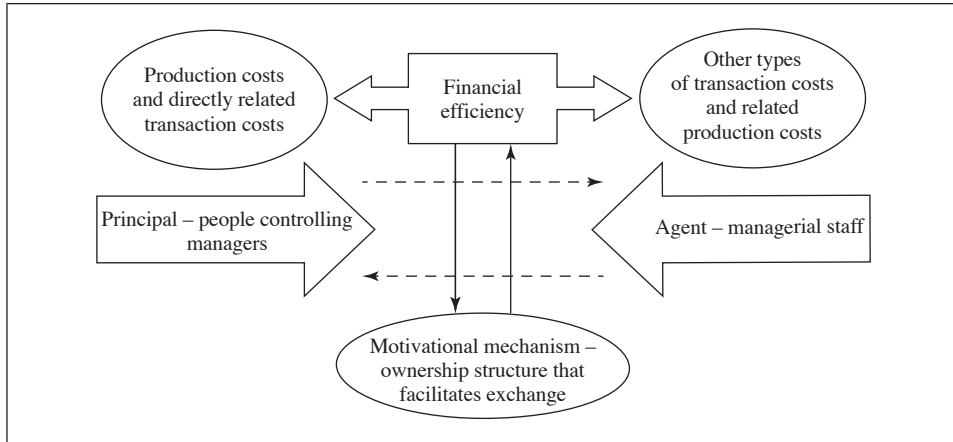 Production costs
and directly related
transaction costs
Financial
efficiency
Other types
of transaction costs
and related
production costs
Principal – people controlling
managers
Agent – managerial staff
Motivational mechanism –
ownership structure that
facilitates exchange